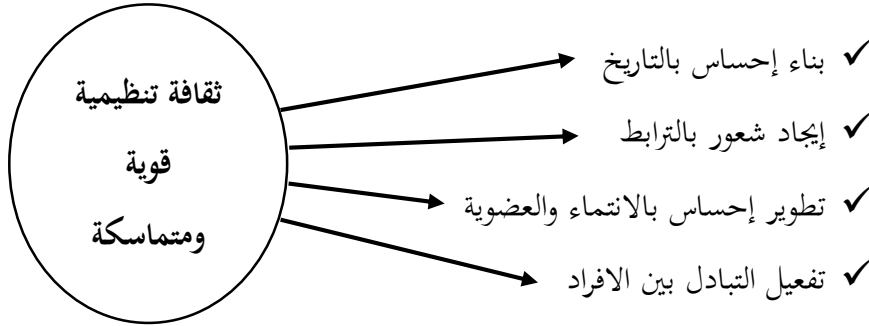 ثقافة تنظيمية
قوية
ومتماسكة
✓ بناء إحساس بالتاريخ
✓ إيجاد شعور بالترابط
✓ تطوير إحساس بالانتماء والعضوية
✓ تفعيل التبادل بين الافراد